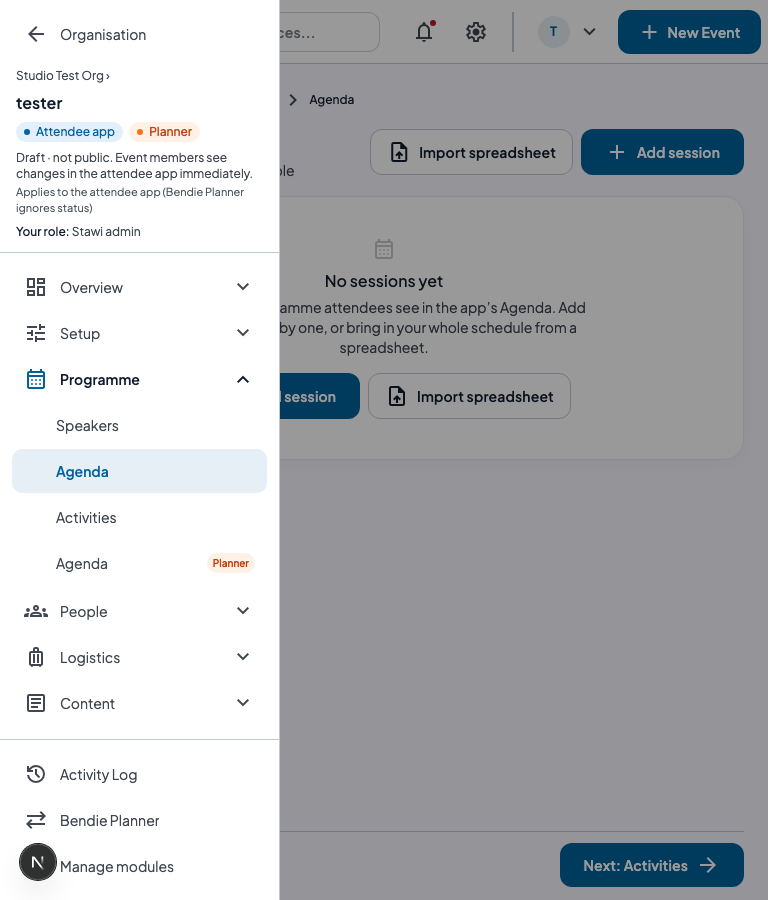 Organisation
Studio Test Org ›
tester
Attendee app
Planner
Draft · not public. Event members see
changes in the attendee app immediately.
Applies to the attendee app (Bendie Planner
ignores status)
Your role: Stawi admin
Overview
Setup
Programme
Speakers
Agenda
Activities
Agenda
Planner
People
Logistics
Content
Activity Log
Bendie Planner
Manage modules
N
T
New Event
Agenda
Import spreadsheet
Add session
No sessions yet
attendees see in the app's Agenda. Add
by one, or bring in your whole schedule from a
spreadsheet.
session
Import spreadsheet
Next: Activities